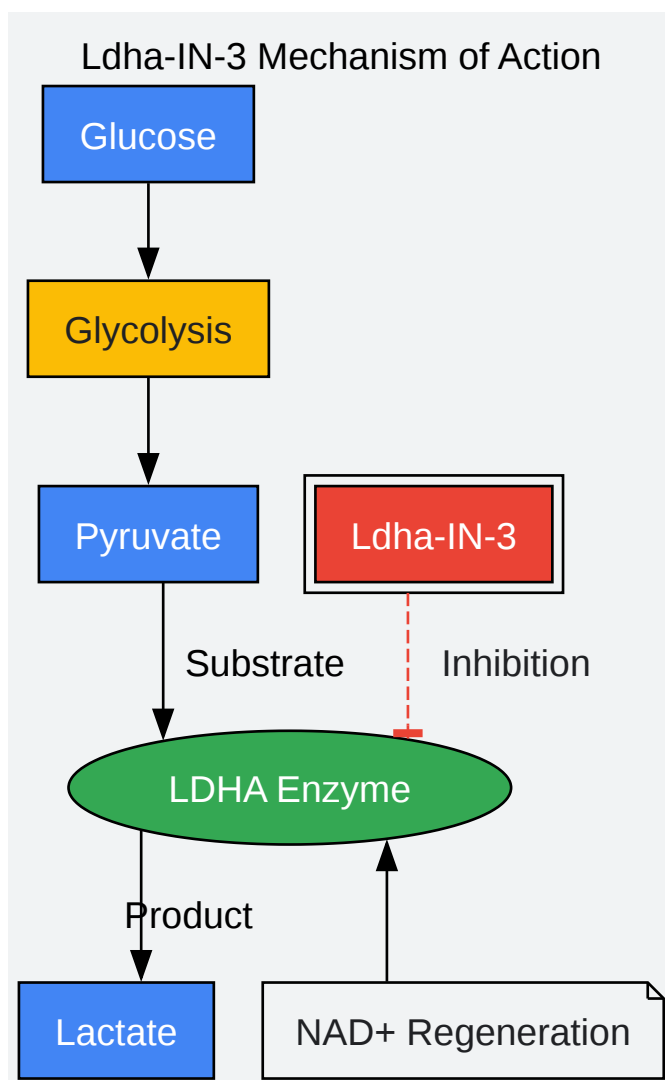 Ldha-IN-3 Mechanism of Action
Glucose
Glycolysis
Pyruvate
Ldha-IN-3
Substrate
Inhibition
LDHA Enzyme
Product
Lactate
NAD+ Regeneration